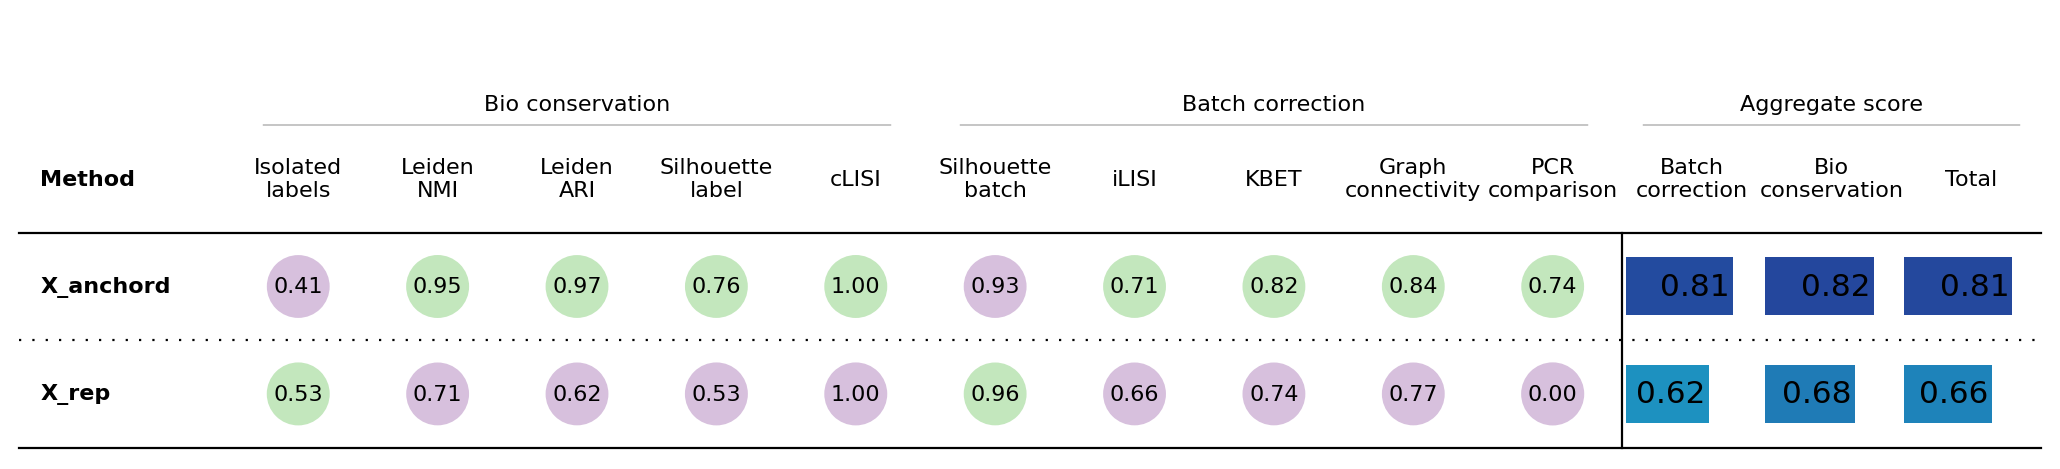 Bio conservation Batch correction Aggregate score
Method Isolated labels Leiden NMI Leiden ARI Silhouette label cLISI Silhouette batch iLISI KBET Graph connectivity PCR comparison Batch correction Bio conservation Total
X_anchord 0.41 0.95 0.97 0.76 1.00 0.93 0.71 0.82 0.84 0.74 0.81 0.82 0.81
X_rep 0.53 0.71 0.62 0.53 1.00 0.96 0.66 0.74 0.77 0.00 0.62 0.68 0.66